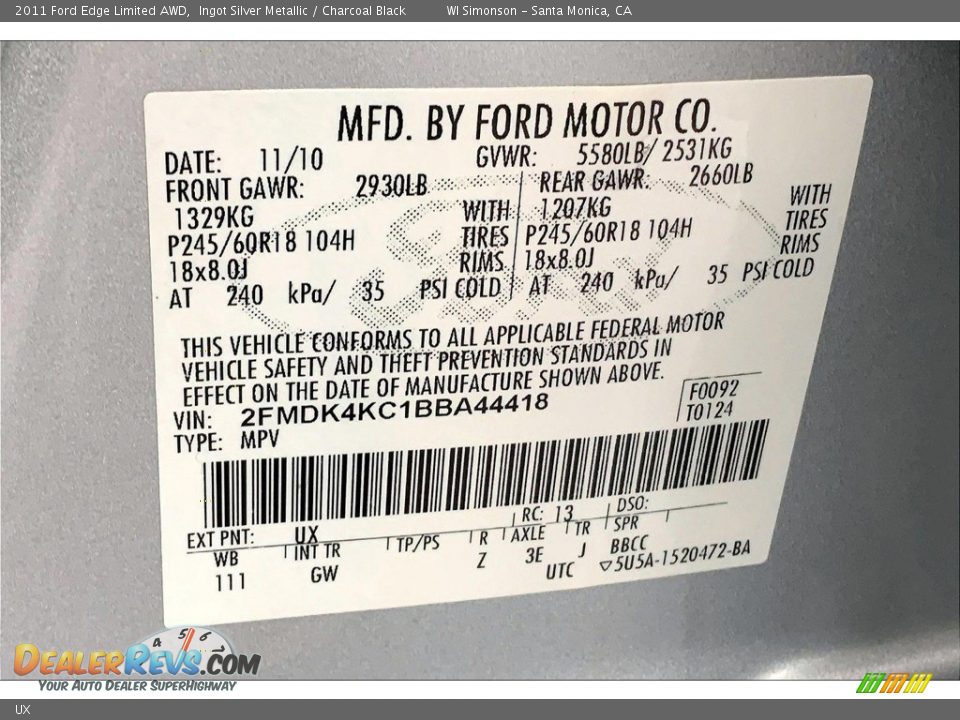 2011 Ford Edge Limited AWD,  Ingot Silver Metallic / Charcoal Black    WI Simonson – Santa Monica, CA
MFD. BY FORD MOTOR CO.
DATE: 11/10 GVWR: 5580LB/ 2531KG
FRONT GAWR: 2930LB REAR GAWR: 2660LB
1329KG WITH 1207KG WITH
P245/60R18 104H TIRES P245/60R18 104H TIRES
18x8.0J RIMS 18x8.0J RIMS
AT 240 kPa/ 35 PSI COLD AT 240 kPa/ 35 PSI COLD
THIS VEHICLE CONFORMS TO ALL APPLICABLE FEDERAL MOTOR
VEHICLE SAFETY AND THEFT PREVENTION STANDARDS IN
EFFECT ON THE DATE OF MANUFACTURE SHOWN ABOVE.
VIN: 2FMDK4KC1BBA44418 F0092
TYPE: MPV T0124
EXT PNT: UX RC: 13 DSO:
WB INT TR TP/PS R AXLE TR SPR
111 GW Z 3E J BBCC
UTC ▽5U5A-1520472-BA
4 5 6
DEALERREVS.COM
YOUR AUTO DEALER SUPERHIGHWAY
UX